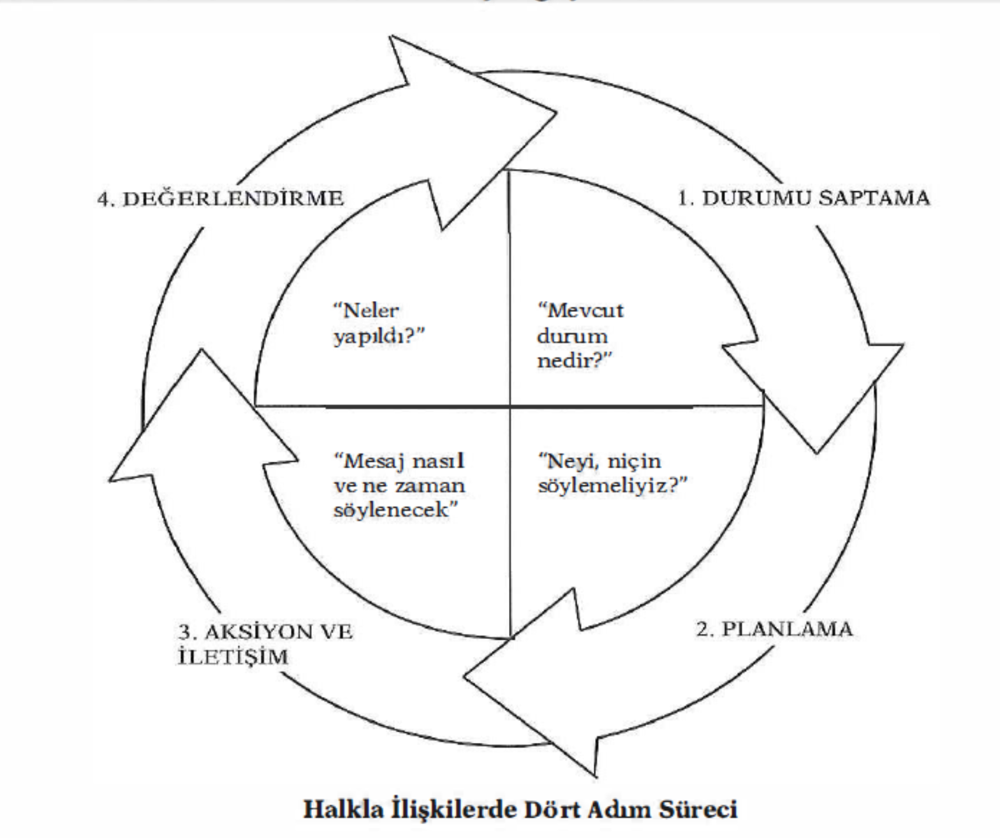 4. DEĞERLENDİRME
1. DURUMU SAPTAMA
“Neler
yapıldı?”
“Mevcut
durum
nedir?”
“Mesaj nasıl
ve ne zaman
söylenecek”
“Neyi, niçin
söylemeliyiz?”
3. AKSİYON VE
İLETİŞİM
2. PLANLAMA
Halkla İlişkilerde Dört Adım Süreci